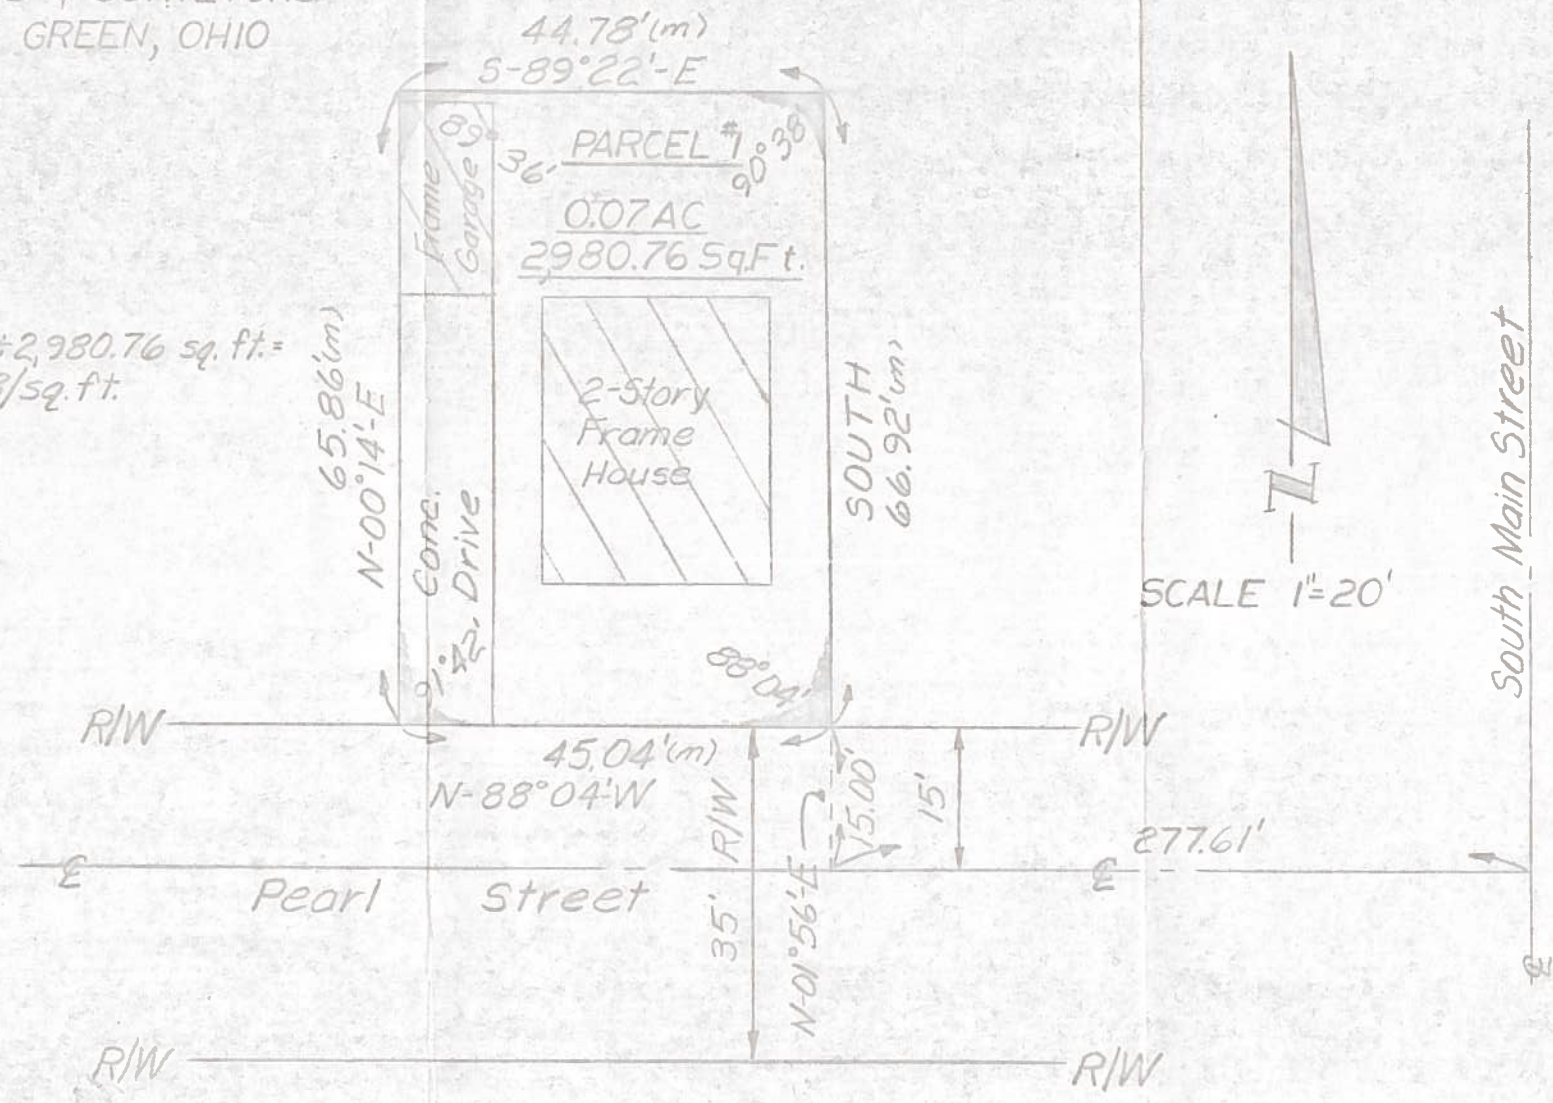 GREEN, OHIO
44.78'(m)
S-89°22'-E
Frame
Garage
89°
36'
PARCEL #1
90°38'
0.07 AC
2,980.76 Sq.Ft.
÷2,980.76 sq. ft.=
/sq.ft.
65.86'(m)
N-00°14'-E
2-Story
Frame
House
SOUTH
66.92'(m)
Conc.
Drive
91°
42'
88°04'
SCALE 1"=20'
South Main Street
R/W
R/W
45.04'(m)
N-88°04'-W
35' R/W
N-01°56'-E
15.00'
15'
277.61'
℄
℄
℄
Pearl Street
R/W
R/W